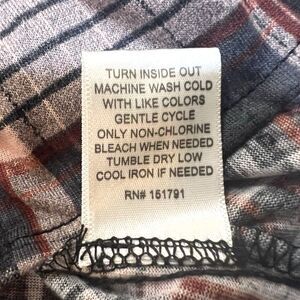 TURN INSIDE OUT
MACHINE WASH COLD
WITH LIKE COLORS
GENTLE CYCLE
ONLY NON-CHLORINE
BLEACH WHEN NEEDED
TUMBLE DRY LOW
COOL IRON IF NEEDED
RN# 151791